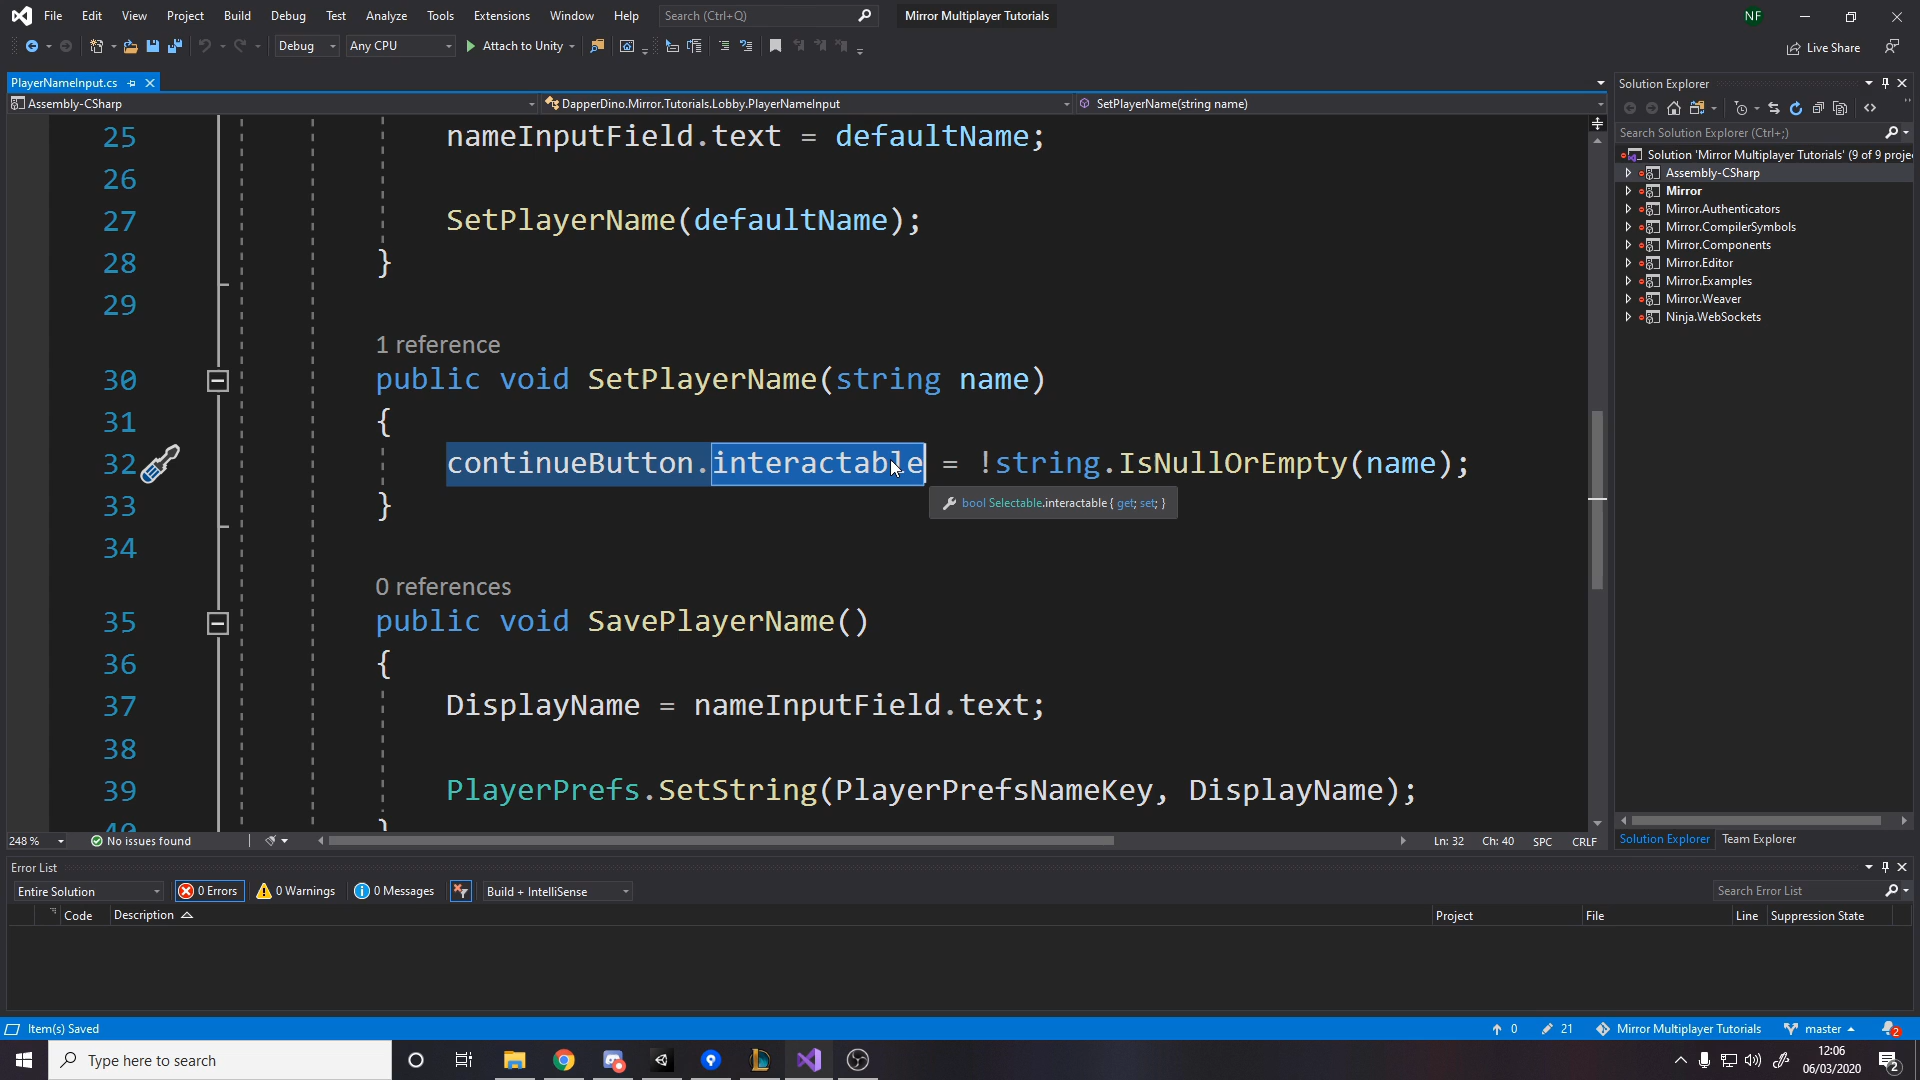 File Edit View Project Build Debug Test Analyze Tools Extensions Window Help Search (Ctrl+Q) Mirror Multiplayer Tutorials NF
Debug Any CPU Attach to Unity Live Share
PlayerNameInput.cs
Assembly-CSharp DapperDino.Mirror.Tutorials.Lobby.PlayerNameInput SetPlayerName(string name)
25 nameInputField.text = defaultName;
26
27 SetPlayerName(defaultName);
28 }
29
1 reference
30 public void SetPlayerName(string name)
31 {
32 continueButton.interactable = !string.IsNullOrEmpty(name);
bool Selectable.interactable { get; set; }
33 }
34
0 references
35 public void SavePlayerName()
36 {
37 DisplayName = nameInputField.text;
38
39 PlayerPrefs.SetString(PlayerPrefsNameKey, DisplayName);
40 }
248 % No issues found Ln: 32 Ch: 40 SPC CRLF
Solution Explorer
Search Solution Explorer (Ctrl+;)
Solution 'Mirror Multiplayer Tutorials' (9 of 9 proje
Assembly-CSharp
Mirror
Mirror.Authenticators
Mirror.CompilerSymbols
Mirror.Components
Mirror.Editor
Mirror.Examples
Mirror.Weaver
Ninja.WebSockets
Solution Explorer Team Explorer
Error List
Entire Solution 0 Errors 0 Warnings 0 Messages Build + IntelliSense Search Error List
Code Description Project File Line Suppression State
Item(s) Saved 0 21 Mirror Multiplayer Tutorials master 2
Type here to search 12:06
06/03/2020 2